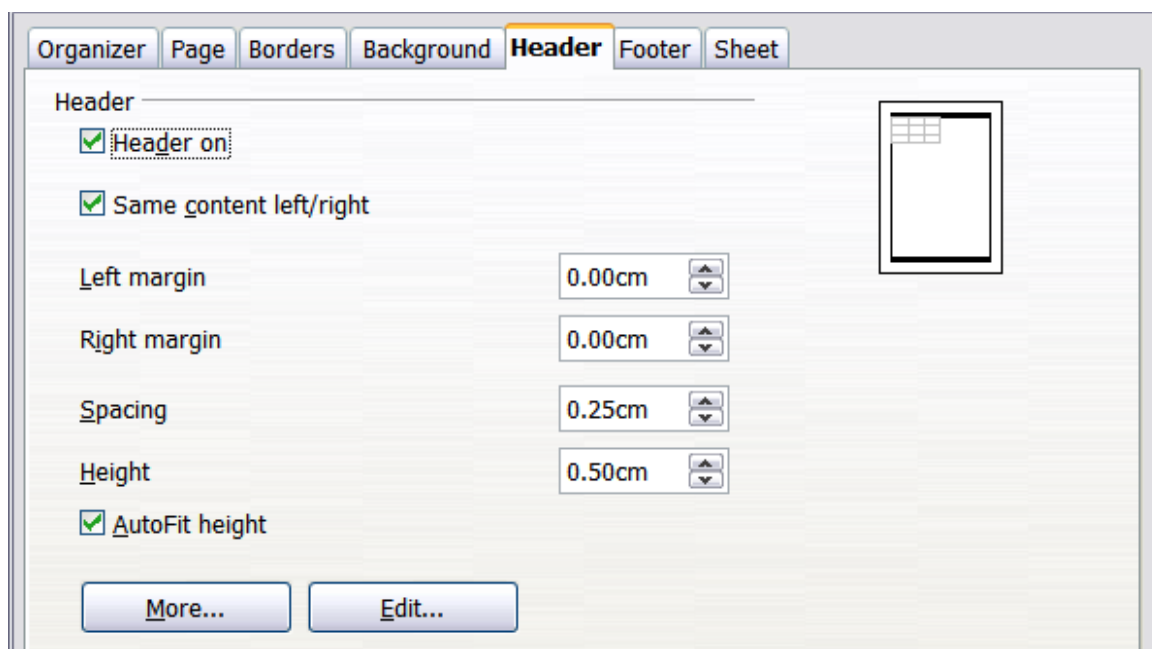 Organizer Page Borders Background Header Footer Sheet
Header
Header on
Same content left/right
Left margin 0.00cm
Right margin 0.00cm
Spacing 0.25cm
Height 0.50cm
AutoFit height
More... Edit...